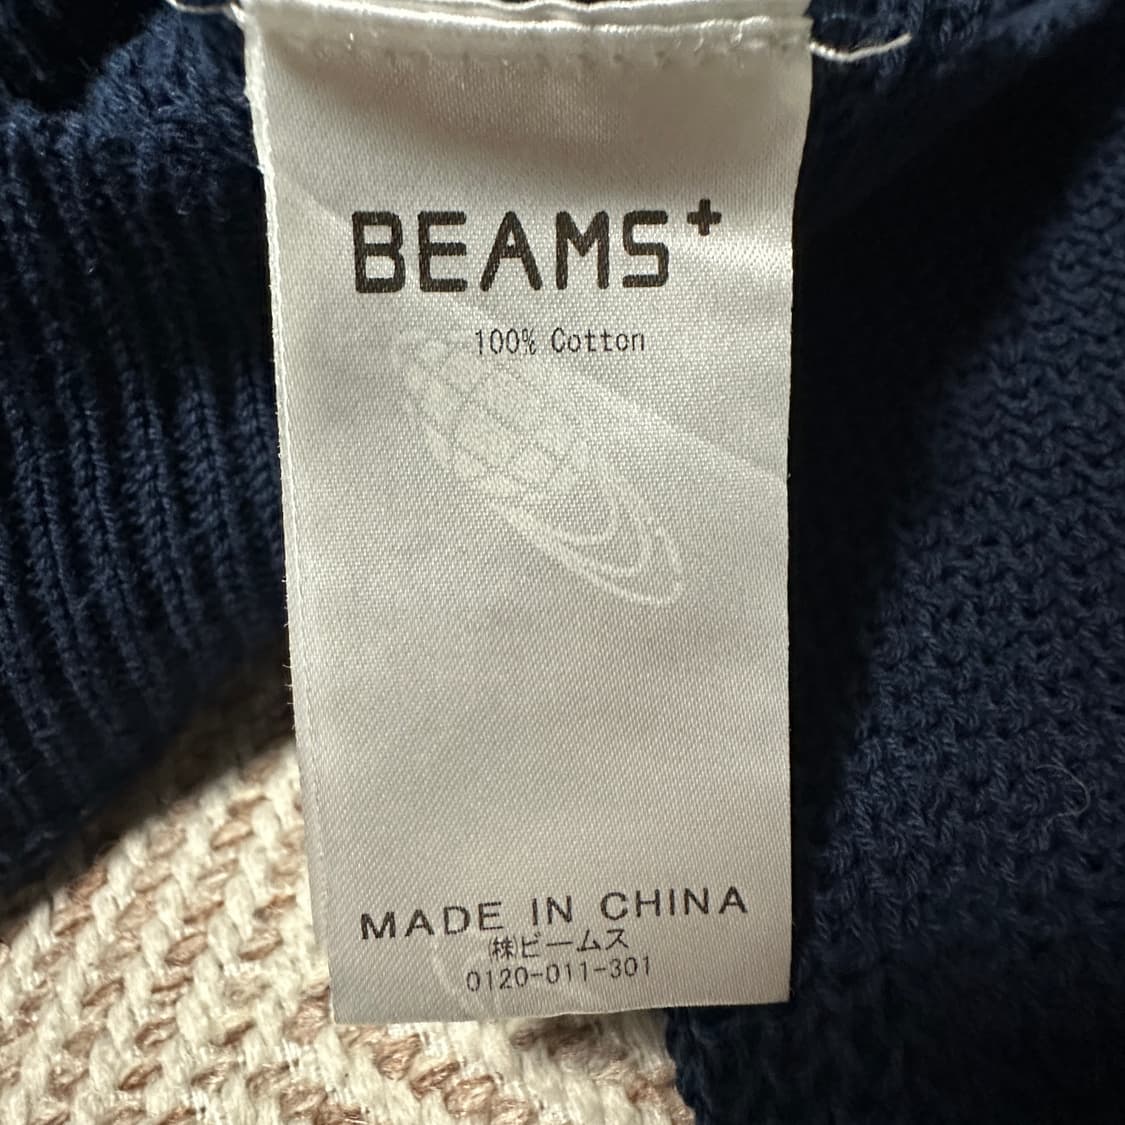 BEAMS+
100% Cotton
MADE IN CHINA
㈱ビームス
0120-011-301